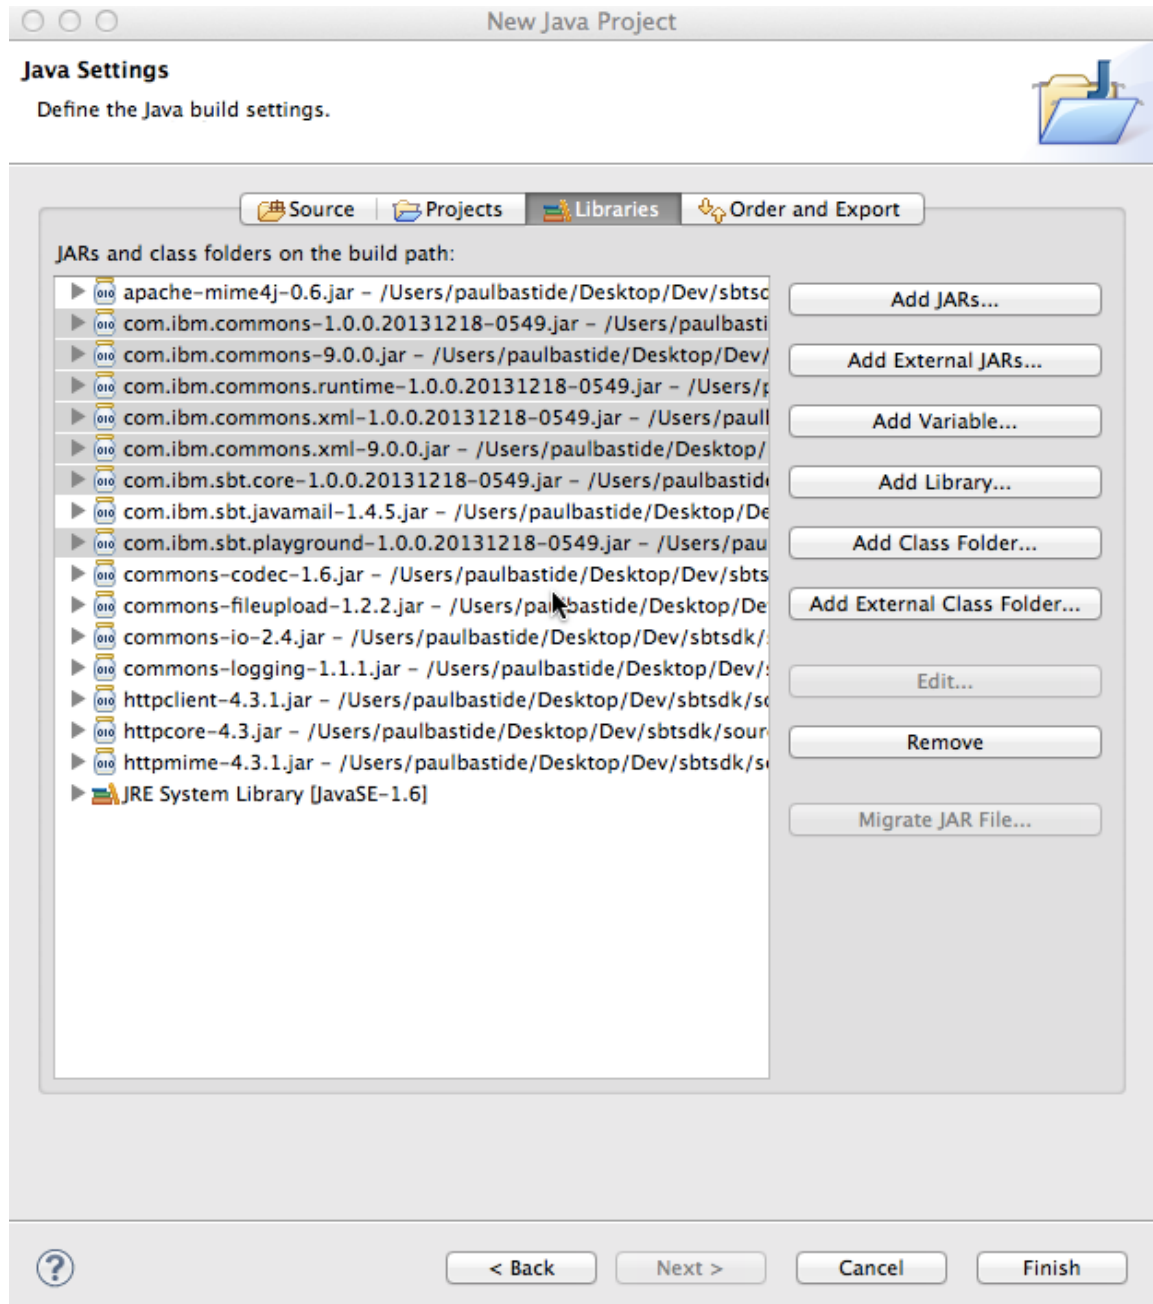 New Java Project
Java Settings
Define the Java build settings.
Source Projects Libraries Order and Export
JARs and class folders on the build path:
apache-mime4j-0.6.jar – /Users/paulbastide/Desktop/Dev/sbtsc
com.ibm.commons-1.0.0.20131218-0549.jar – /Users/paulbasti
com.ibm.commons-9.0.0.jar – /Users/paulbastide/Desktop/Dev/
com.ibm.commons.runtime-1.0.0.20131218-0549.jar – /Users/p
com.ibm.commons.xml-1.0.0.20131218-0549.jar – /Users/paull
com.ibm.commons.xml-9.0.0.jar – /Users/paulbastide/Desktop/
com.ibm.sbt.core-1.0.0.20131218-0549.jar – /Users/paulbastide
com.ibm.sbt.javamail-1.4.5.jar – /Users/paulbastide/Desktop/De
com.ibm.sbt.playground-1.0.0.20131218-0549.jar – /Users/pau
commons-codec-1.6.jar – /Users/paulbastide/Desktop/Dev/sbts
commons-fileupload-1.2.2.jar – /Users/paulbastide/Desktop/De
commons-io-2.4.jar – /Users/paulbastide/Desktop/Dev/sbtsdk/
commons-logging-1.1.1.jar – /Users/paulbastide/Desktop/Dev/
httpclient-4.3.1.jar – /Users/paulbastide/Desktop/Dev/sbtsdk/so
httpcore-4.3.jar – /Users/paulbastide/Desktop/Dev/sbtsdk/sour
httpmime-4.3.1.jar – /Users/paulbastide/Desktop/Dev/sbtsdk/s
JRE System Library [JavaSE-1.6]
Add JARs...
Add External JARs...
Add Variable...
Add Library...
Add Class Folder...
Add External Class Folder...
Edit...
Remove
Migrate JAR File...
? < Back Next > Cancel Finish